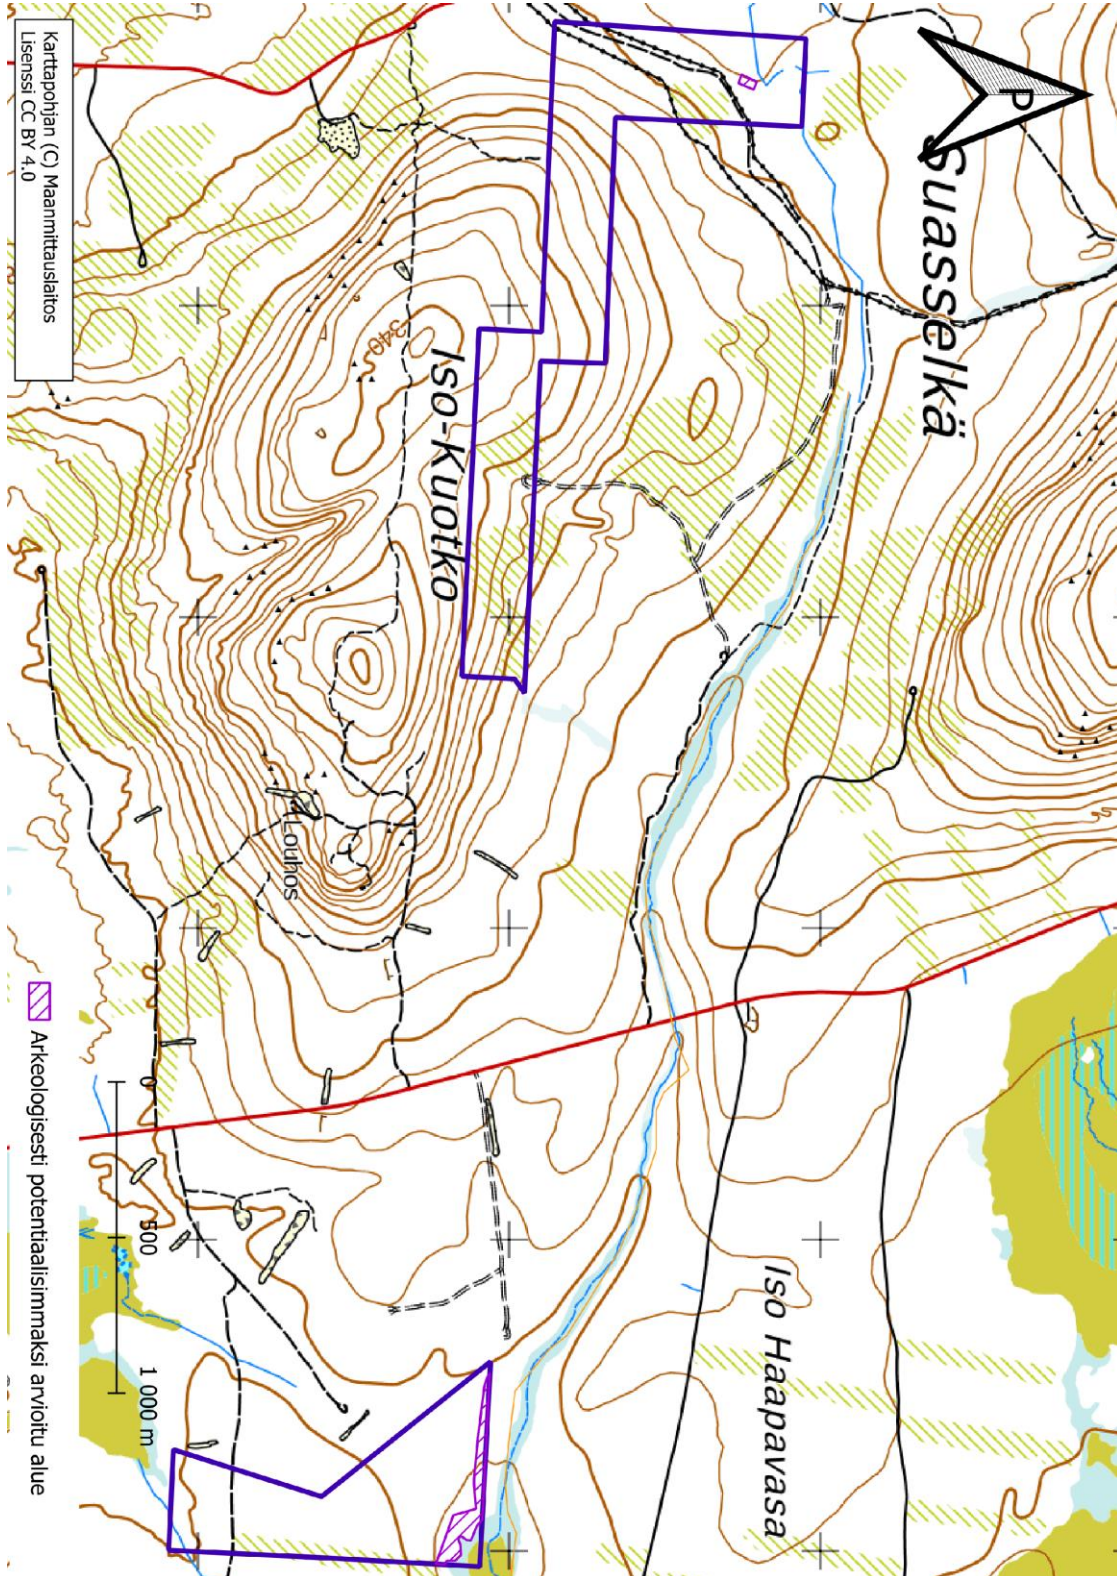 P
Suasselkä
Karttapohjan (C) Maanmittauslaitos
Lisenssi CC BY 4.0
340
Iso-Kuotko
Louhos
Iso Haapavasa
0
500
1 000 m
Arkeologisesti potentiaalisimmaksi arvioitu alue